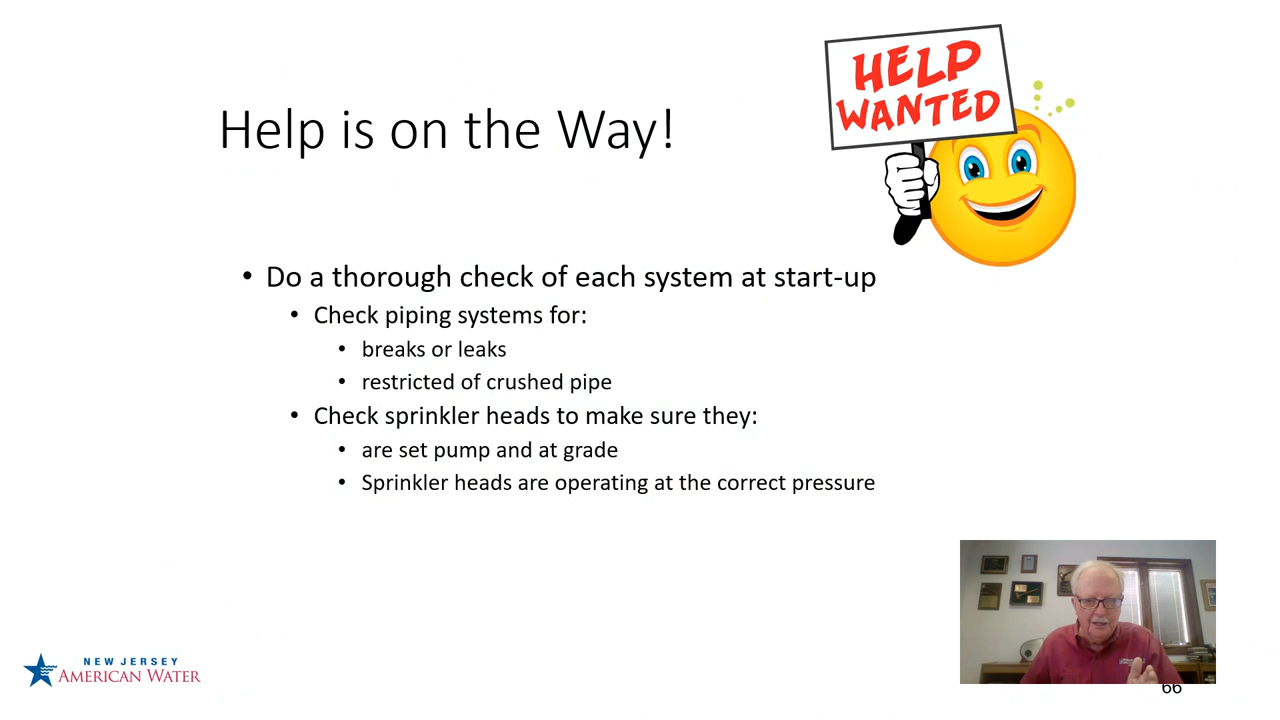 HELP
WANTED
Help is on the Way!
• Do a thorough check of each system at start-up
• Check piping systems for:
• breaks or leaks
• restricted of crushed pipe
• Check sprinkler heads to make sure they:
• are set pump and at grade
• Sprinkler heads are operating at the correct pressure
NEW JERSEY
AMERICAN WATER
66